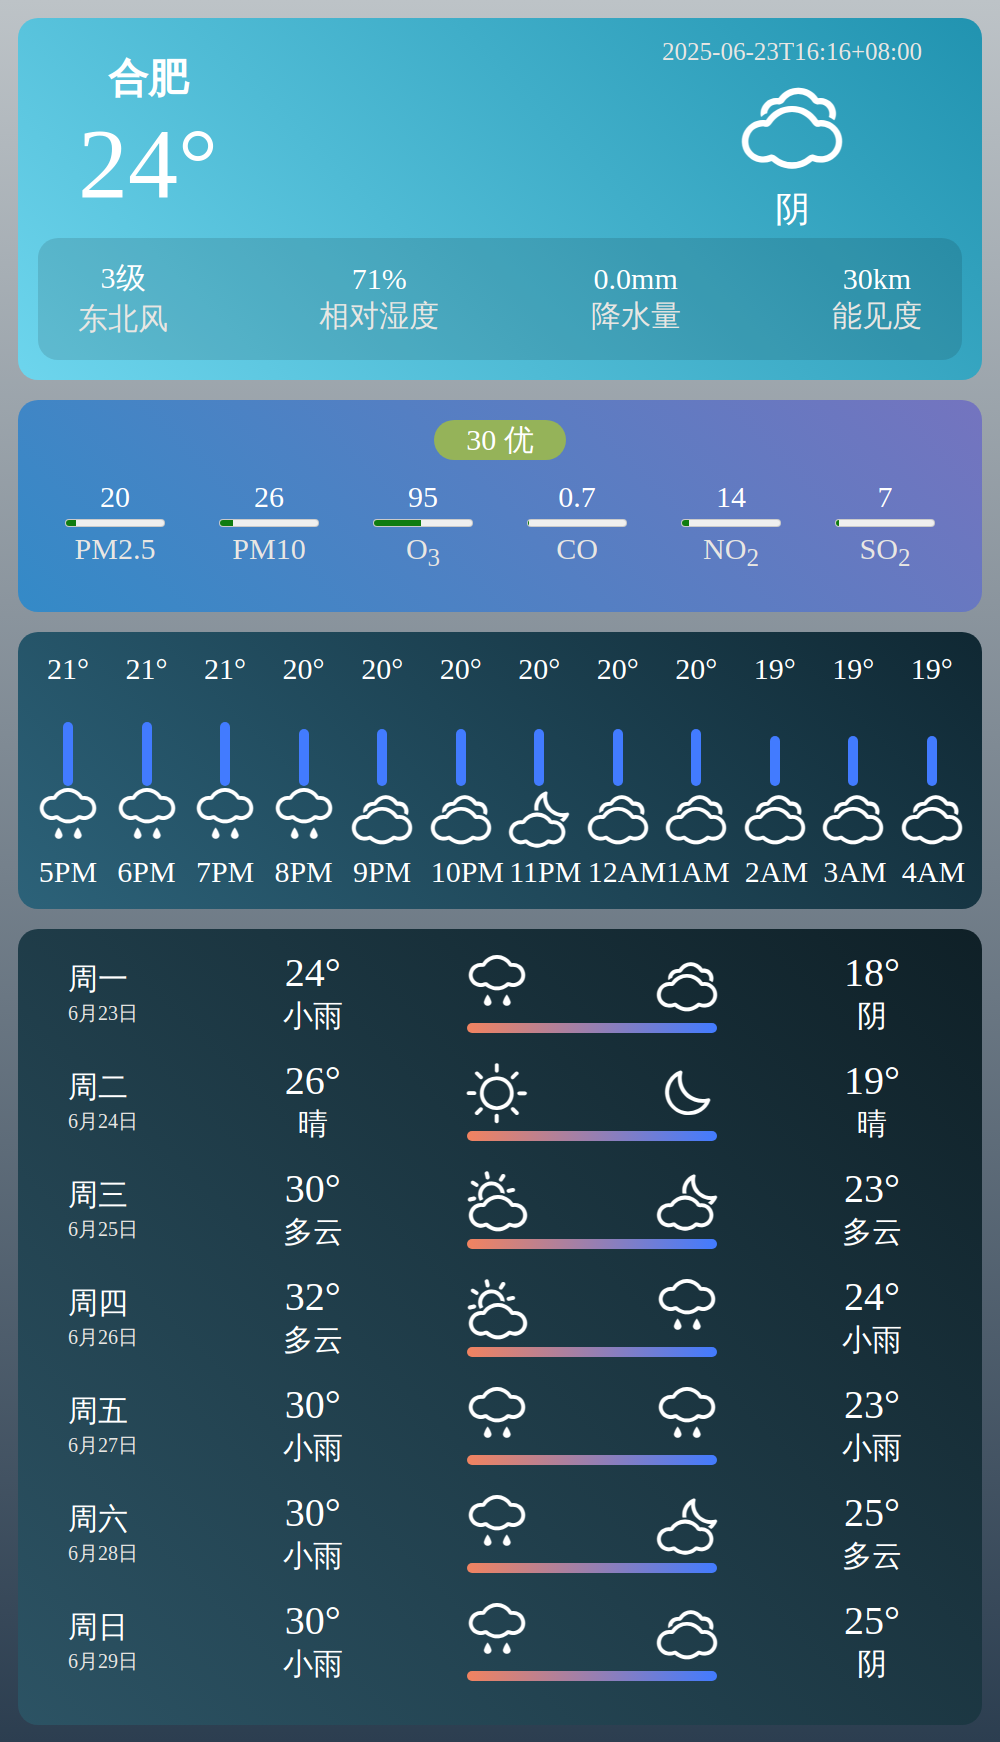 合肥
2025-06-23T16:16+08:00
24°
阴
3级 71% 0.0mm 30km
东北风 相对湿度 降水量 能见度
30 优
20 26 95 0.7 14 7
PM2.5 PM10 O3 CO NO2 SO2
21° 21° 21° 20° 20° 20° 20° 20° 20° 19° 19° 19°
5PM 6PM 7PM 8PM 9PM 10PM 11PM 12AM 1AM 2AM 3AM 4AM
周一 24° 18°
6月23日 小雨 阴
周二 26° 19°
6月24日 晴 晴
周三 30° 23°
6月25日 多云 多云
周四 32° 24°
6月26日 多云 小雨
周五 30° 23°
6月27日 小雨 小雨
周六 30° 25°
6月28日 小雨 多云
周日 30° 25°
6月29日 小雨 阴